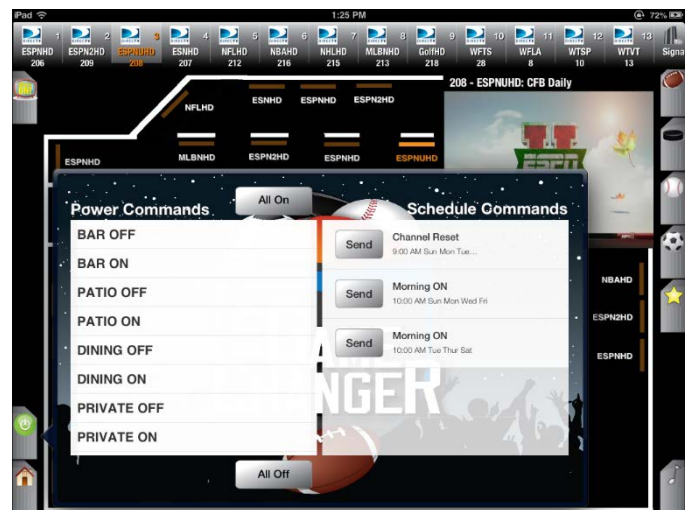 iPad 1:25 PM 72%
1 2 3 4 5 6 7 8 9 10 11 12 13
ESPNHD ESPN2HD ESPNUHD ESNHD NFLHD NBAHD NHLHD MLBNHD GolfHD WFTS WFLA WTSP WTVT Signa
206 209 208 207 212 216 215 213 218 28 8 10 13
206 - ESPNUHD: CFB Daily
NFLHD ESNHD ESPNHD ESPN2HD
ESPNHD MLBNHD ESPN2HD ESPNHD ESPNUHD
U
ESPN
NBAHD
ESPN2HD
ESPNHD
All On
Power Commands
BAR OFF
BAR ON
PATIO OFF
PATIO ON
DINING OFF
DINING ON
PRIVATE OFF
PRIVATE ON
All Off
Schedule Commands
Send Channel Reset
9:00 AM Sun Mon Tue...
Send Morning ON
10:00 AM Sun Mon Wed Fri
Send Morning ON
10:00 AM Tue Thur Sat